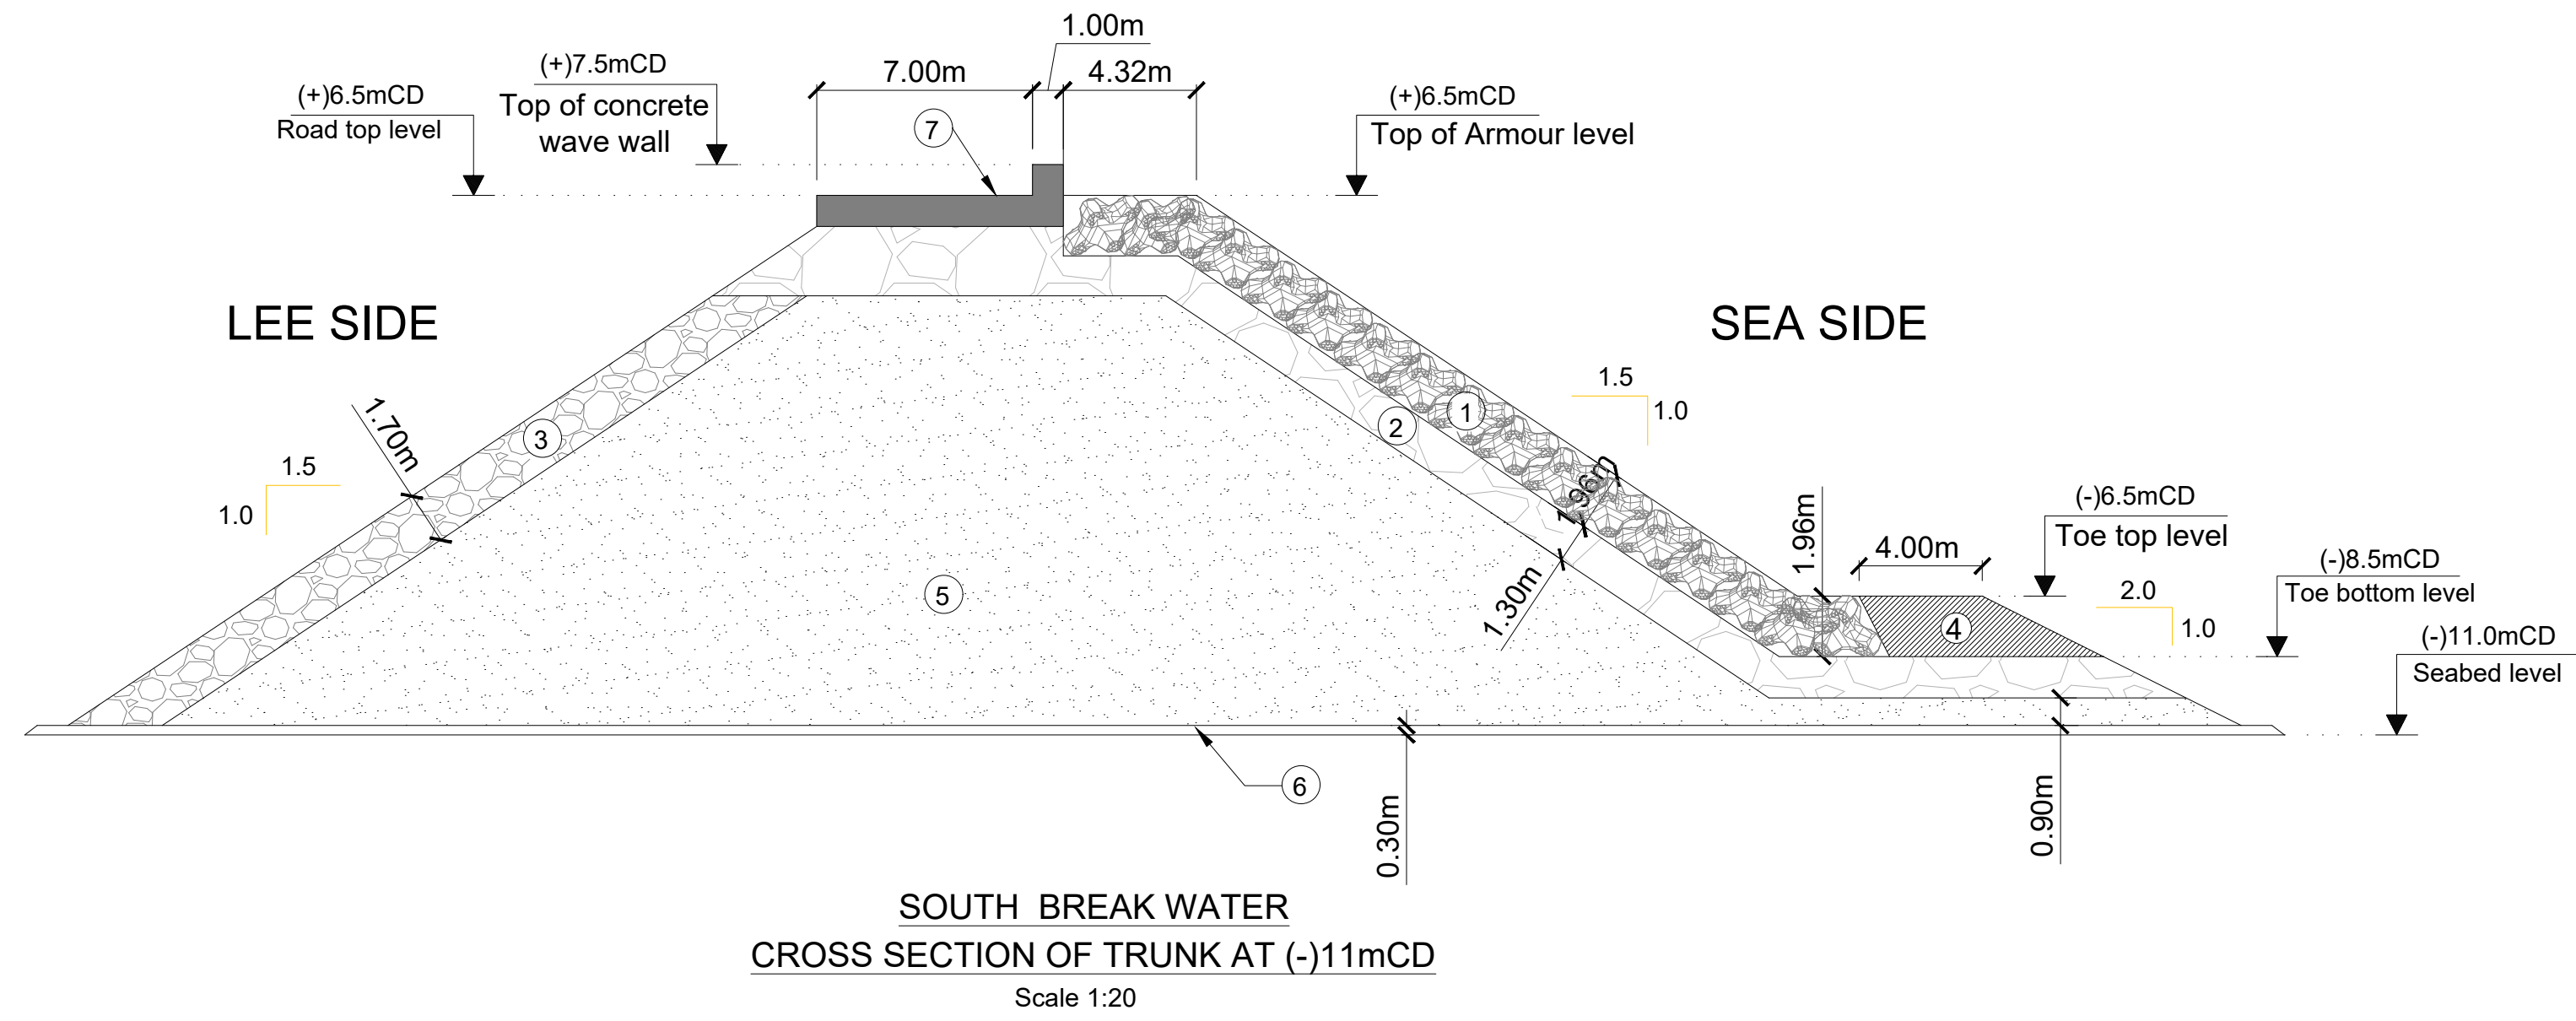 1.00m
(+)7.5mCD
7.00m
4.32m
(+)6.5mCD
Road top level
Top of concrete
wave wall
7
(+)6.5mCD
Top of Armour level
LEE SIDE
SEA SIDE
1.5
1.0
1
2
3
1.70m
1.5
1.0
1.96m
1.30m
1.96m
4.00m
(-)6.5mCD
Toe top level
(-)8.5mCD
Toe bottom level
2.0
1.0
(-)11.0mCD
Seabed level
5
4
6
0.30m
0.90m
SOUTH BREAK WATER
CROSS SECTION OF TRUNK AT (-)11mCD
Scale 1:20